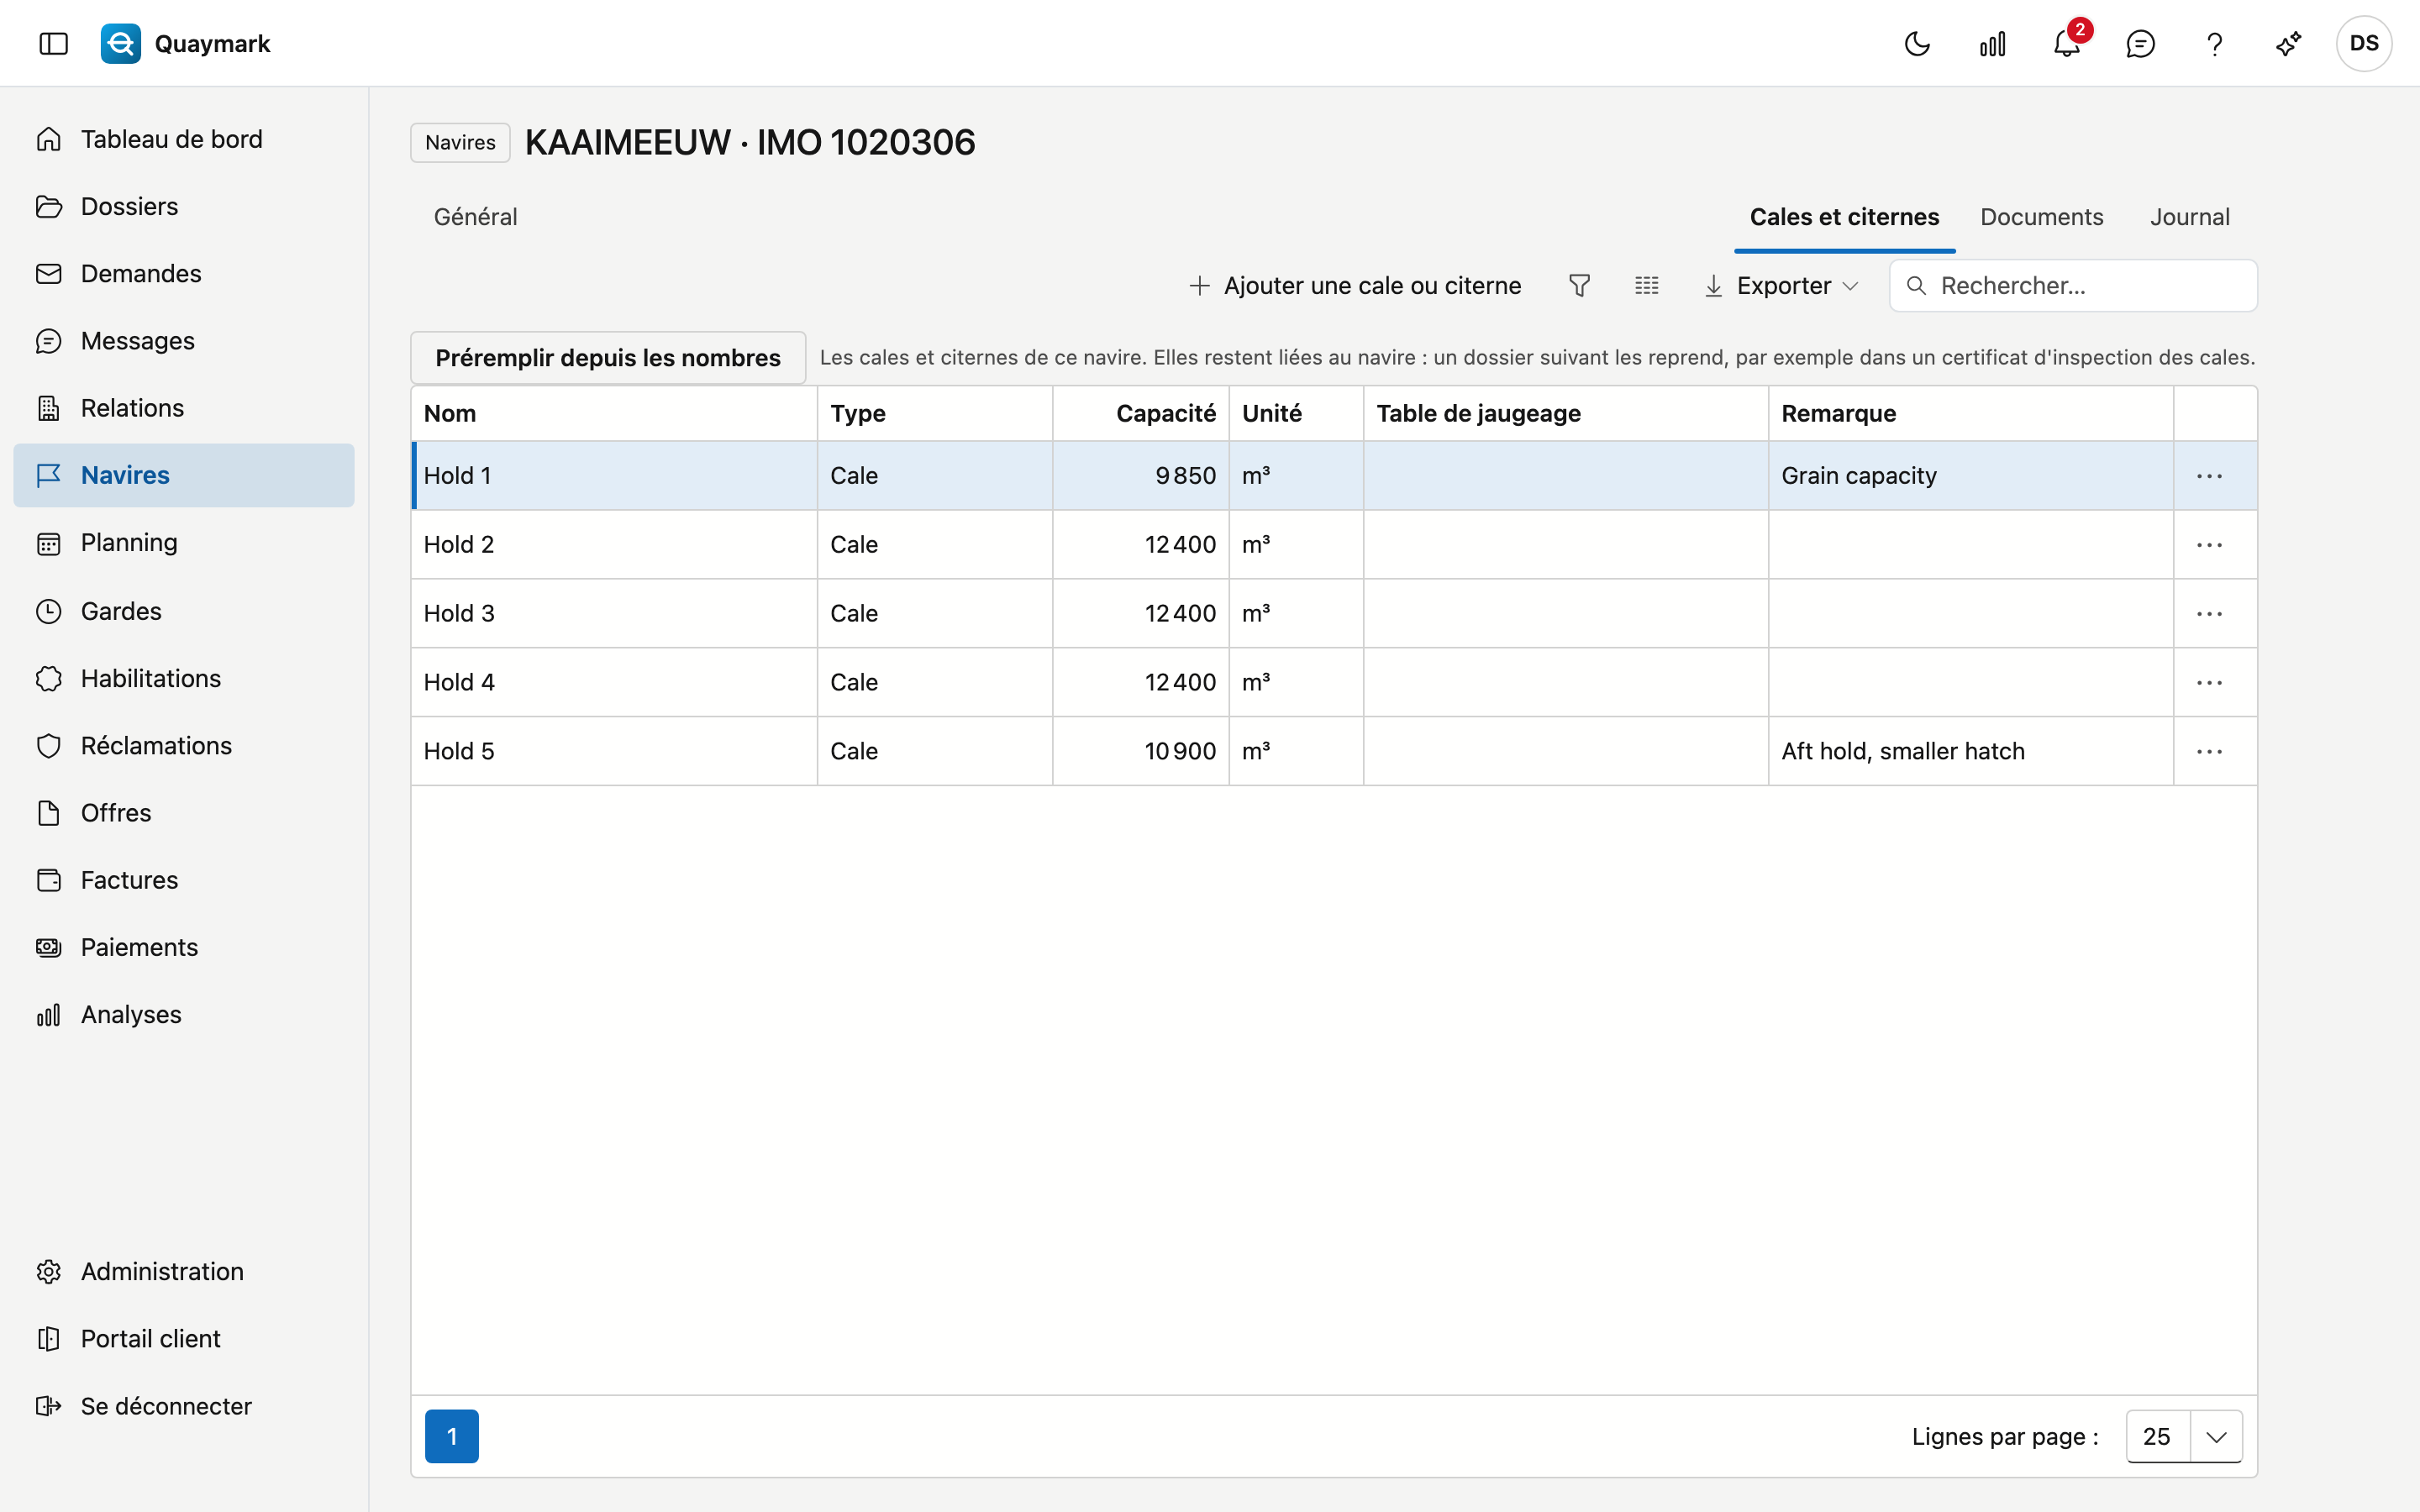 Quaymark
2
DS
Tableau de bord
Dossiers
Demandes
Messages
Relations
Navires
Planning
Gardes
Habilitations
Réclamations
Offres
Factures
Paiements
Analyses
Administration
Portail client
Se déconnecter
Navires KAAIMEEUW · IMO 1020306
Général Cales et citernes Documents Journal
Ajouter une cale ou citerne Exporter Rechercher...
Préremplir depuis les nombres Les cales et citernes de ce navire. Elles restent liées au navire : un dossier suivant les reprend, par exemple dans un certificat d'inspection des cales.
Nom Type Capacité Unité Table de jaugeage Remarque
Hold 1 Cale 9 850 m³ Grain capacity
Hold 2 Cale 12 400 m³
Hold 3 Cale 12 400 m³
Hold 4 Cale 12 400 m³
Hold 5 Cale 10 900 m³ Aft hold, smaller hatch
1 Lignes par page : 25